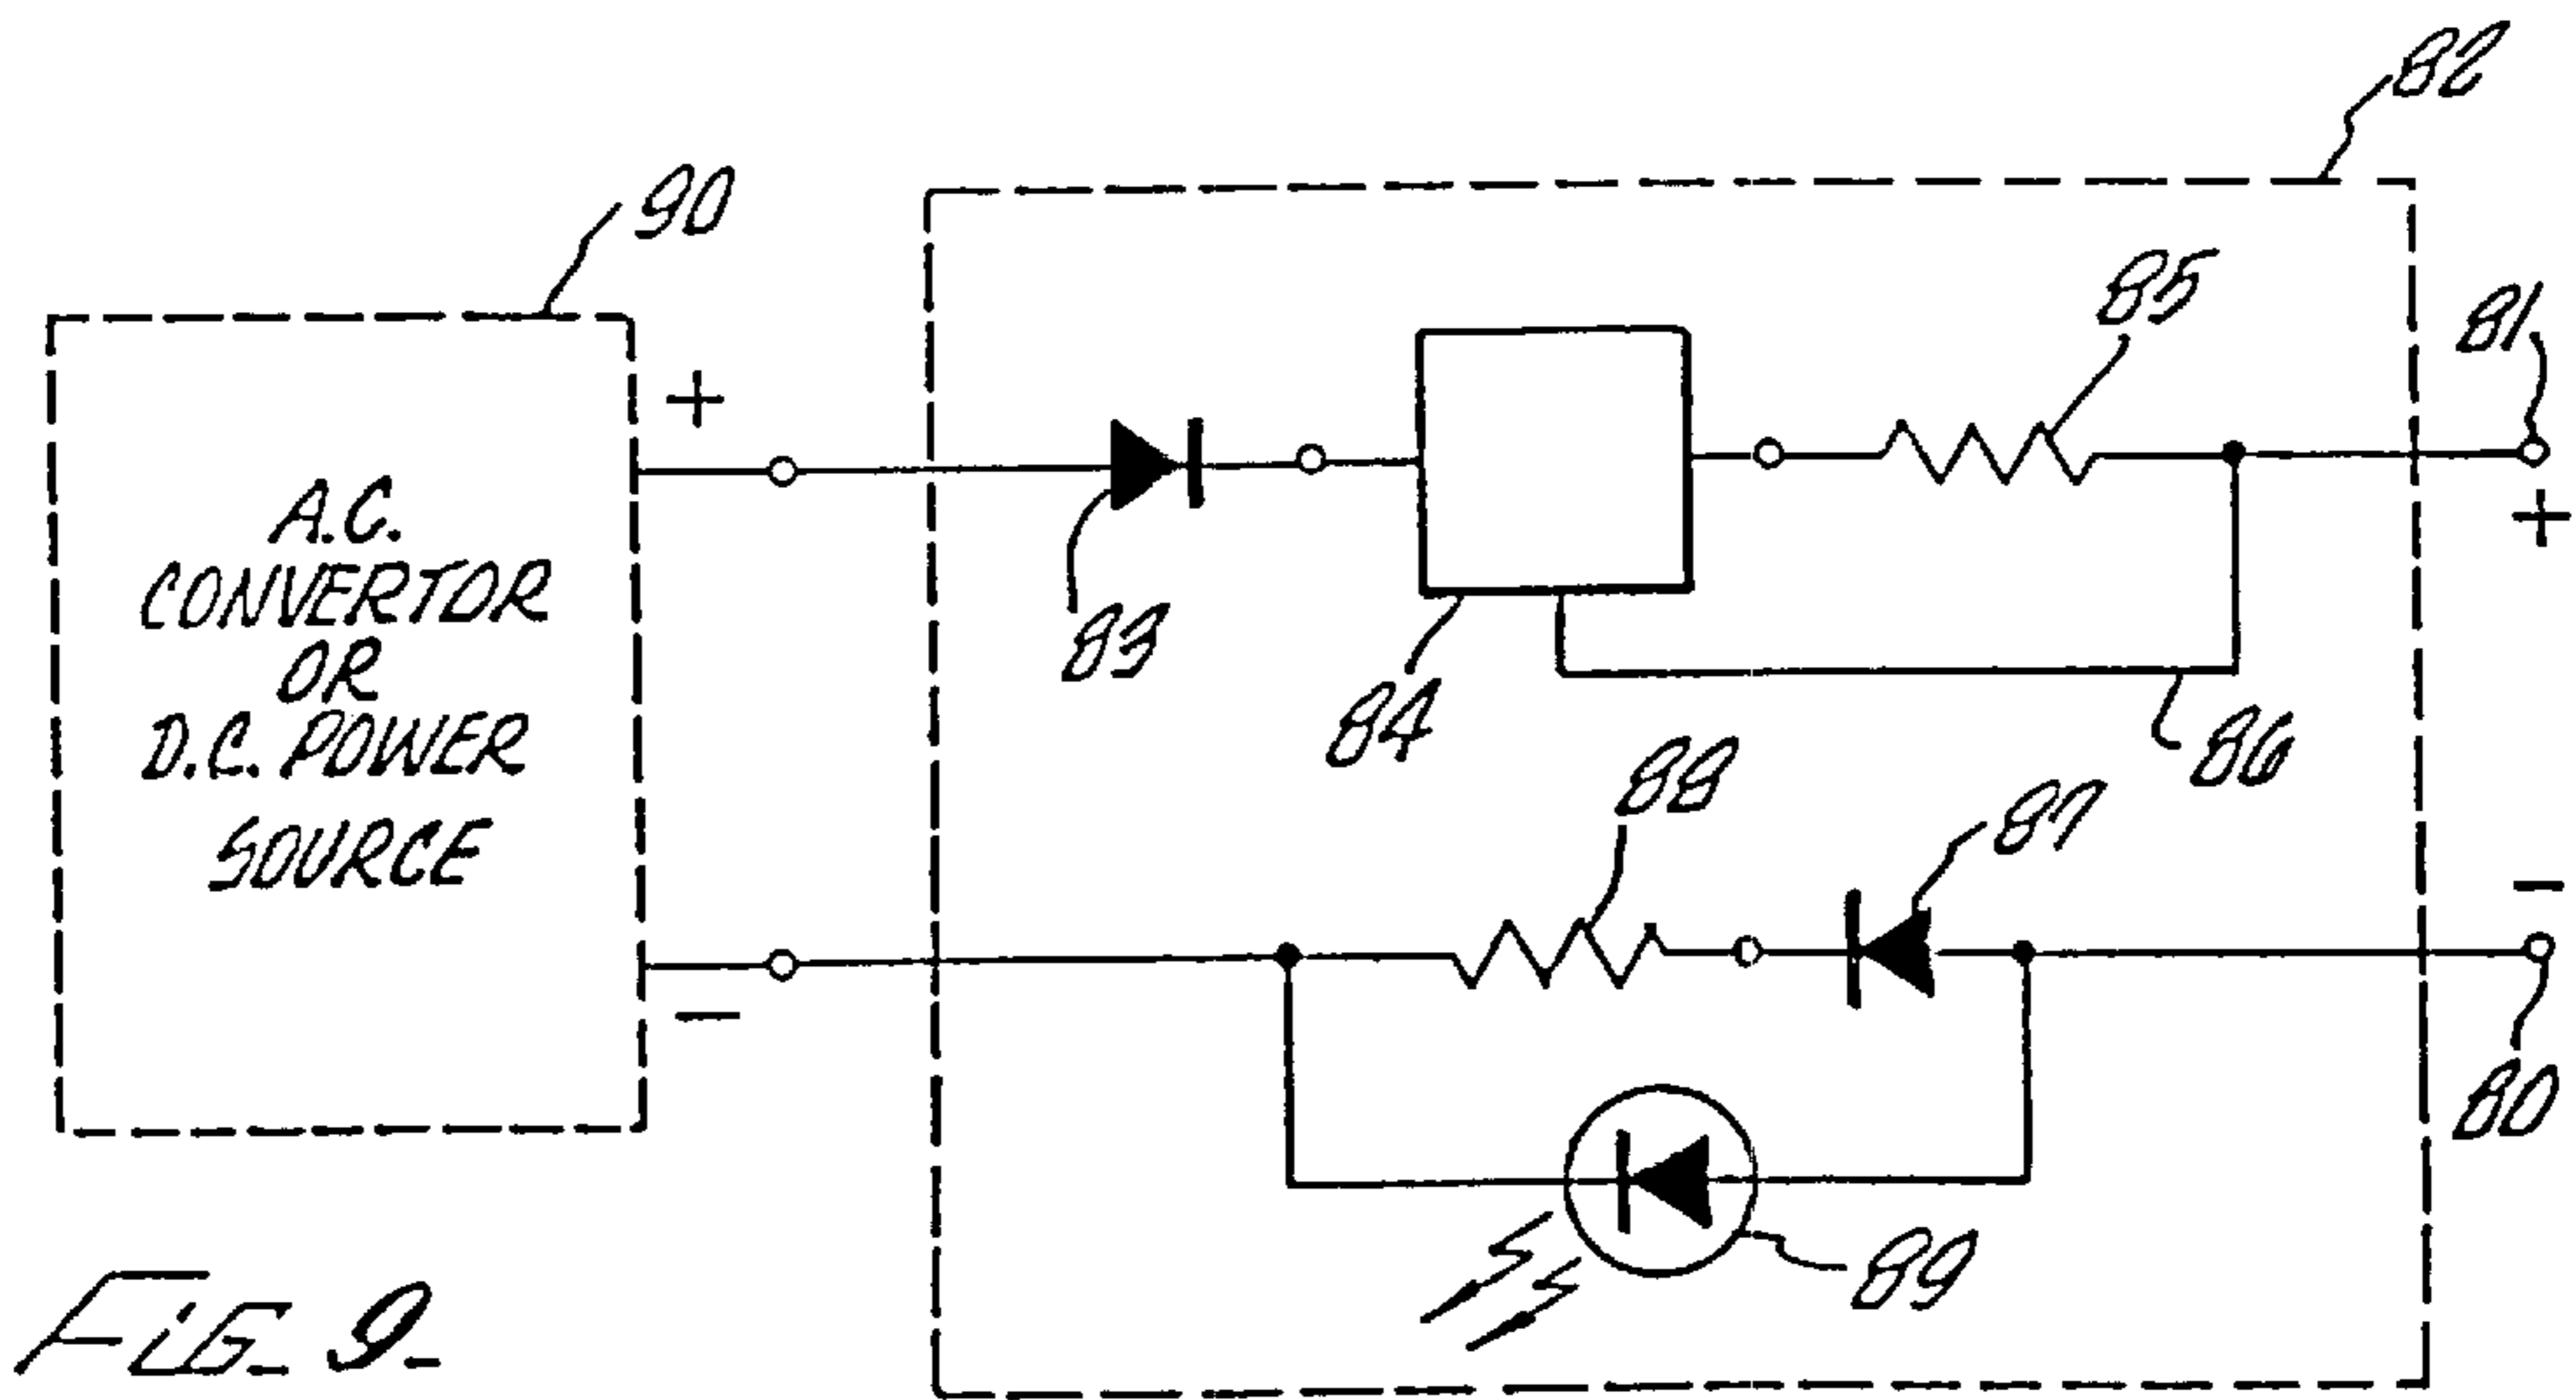 82
90
85
81
+
+
A.C.
CONVERTOR
OR
D.C. POWER
SOURCE
83
84
86
88
87
−
−
80
89
FIG. 9.